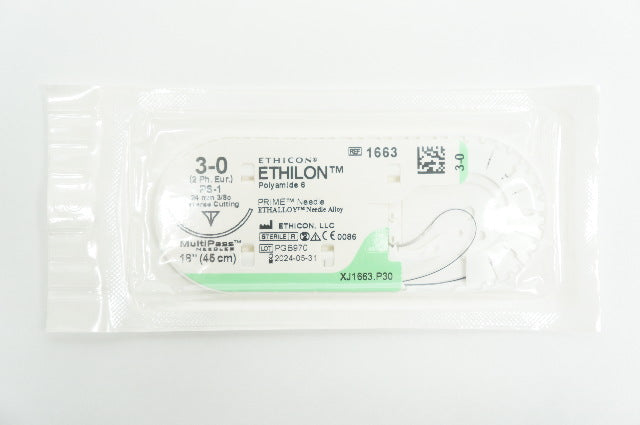 3-0
(2 Ph. Eur.)
PS-1
24 mm 3/8c
Reverse Cutting
MultiPass™
NEEDLES
18" (45 cm)
ETHICON®
ETHILON™
Polyamide 6
PRIME™ Needle
ETHALLOY™ Needle Alloy
ETHICON, LLC
STERILE R CE 0086
LOT PGB970
2024-05-31
REF 1663
3-0
XJ1663.P30